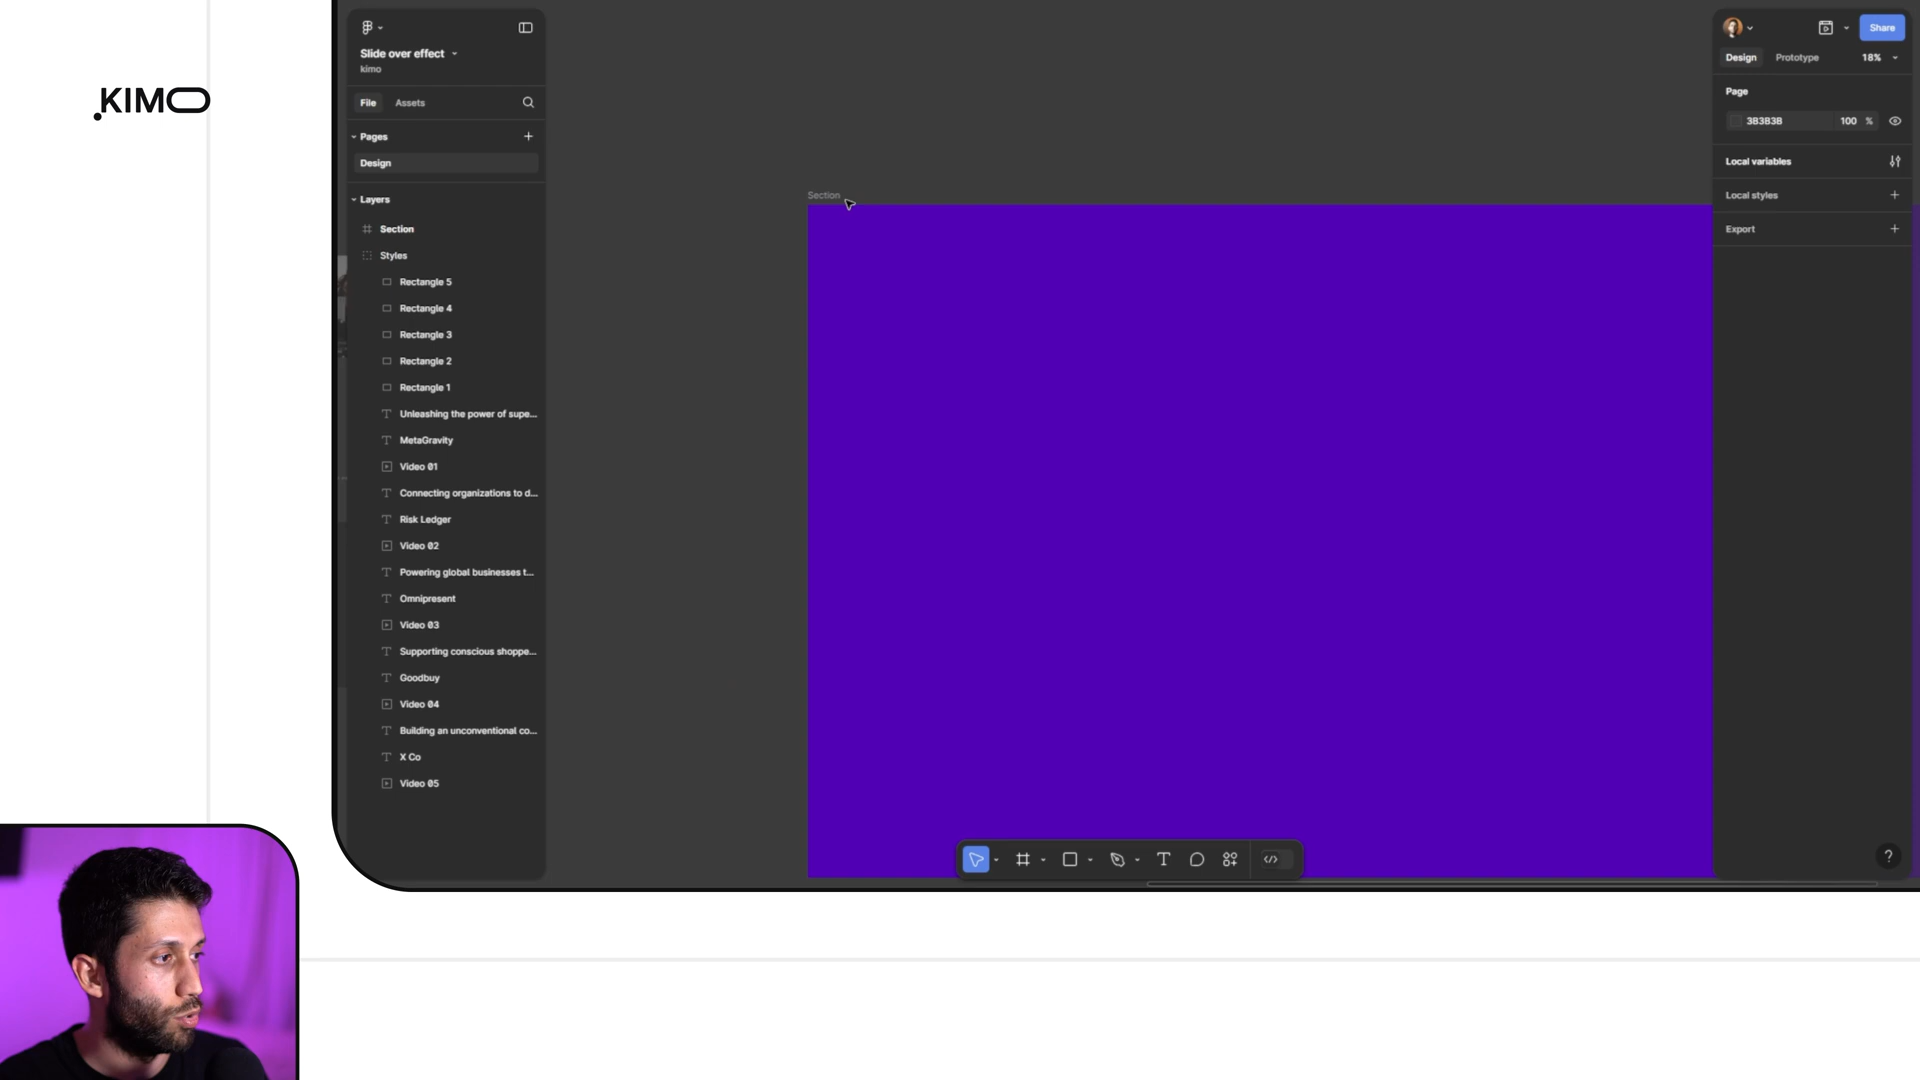 .KIMO
Slide over effect
kimo
File
Assets
Pages
Design
Layers
Section
Styles
Rectangle 5
Rectangle 4
Rectangle 3
Rectangle 2
Rectangle 1
Unleashing the power of supe...
MetaGravity
Video 01
Connecting organizations to d...
Risk Ledger
Video 02
Powering global businesses t...
Omnipresent
Video 03
Supporting conscious shoppe...
Goodbuy
Video 04
Building an unconventional co...
X Co
Video 05
Section
Share
Design
Prototype
18%
Page
3B3B3B
100 %
Local variables
Local styles
Export
?